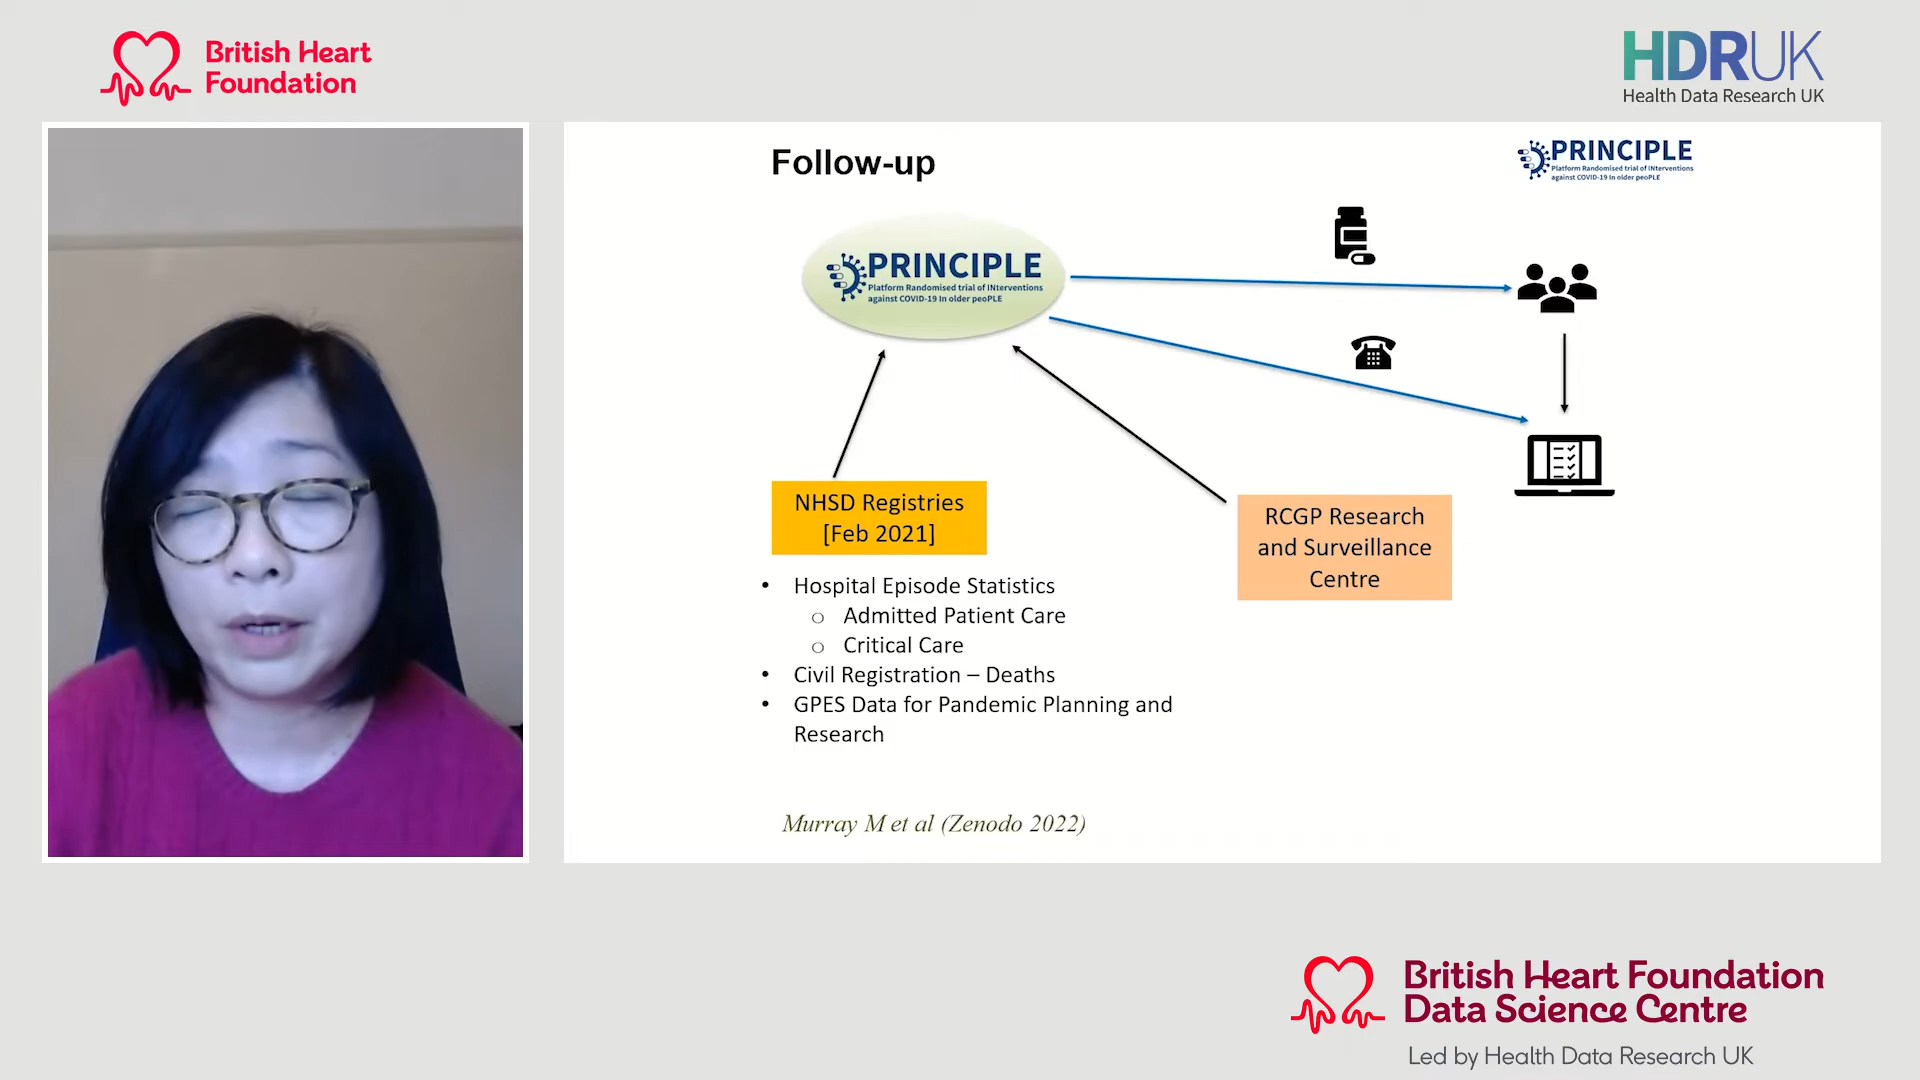 British Heart
Foundation
HDRUK
Health Data Research UK
Follow-up
PRINCIPLE
Platform Randomised trial of INterventions
against COVID-19 In older peoPLE
PRINCIPLE
Platform Randomised trial of INterventions
against COVID-19 In older peoPLE
NHSD Registries
[Feb 2021]
RCGP Research
and Surveillance
Centre
• Hospital Episode Statistics
o Admitted Patient Care
o Critical Care
• Civil Registration – Deaths
• GPES Data for Pandemic Planning and
Research
Murray M et al (Zenodo 2022)
British Heart Foundation
Data Science Centre
Led by Health Data Research UK